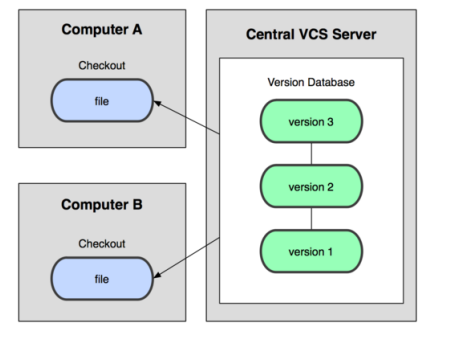 Computer A
Checkout
file
Computer B
Checkout
file
Central VCS Server
Version Database
version 3
version 2
version 1